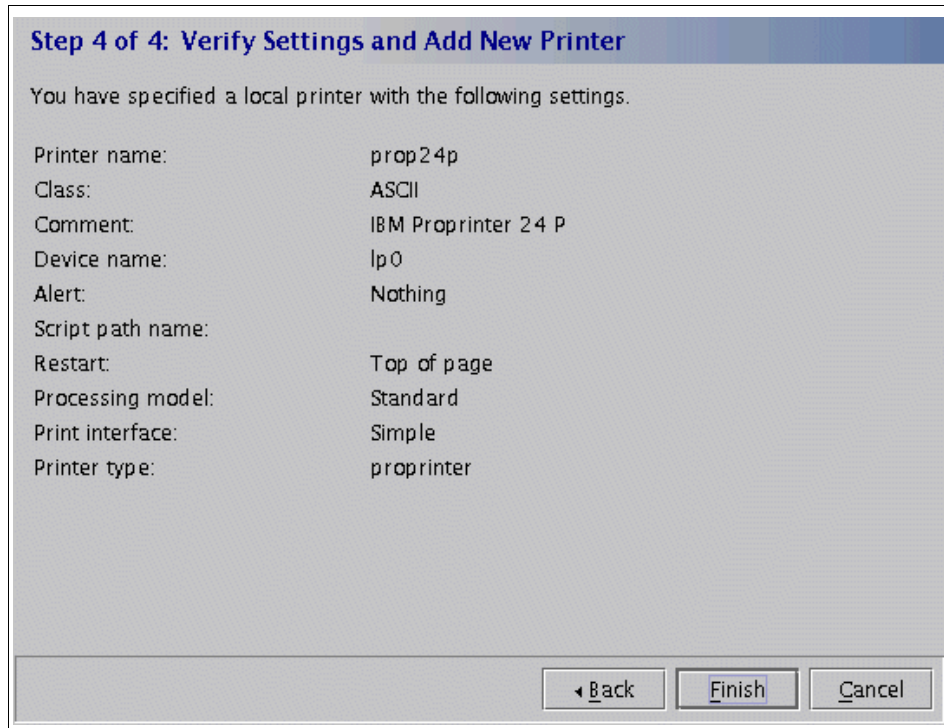 Step 4 of 4: Verify Settings and Add New Printer
You have specified a local printer with the following settings.
Printer name: prop24p
Class: ASCII
Comment: IBM Proprinter 24 P
Device name: lp0
Alert: Nothing
Script path name:
Restart: Top of page
Processing model: Standard
Print interface: Simple
Printer type: proprinter
Back Finish Cancel